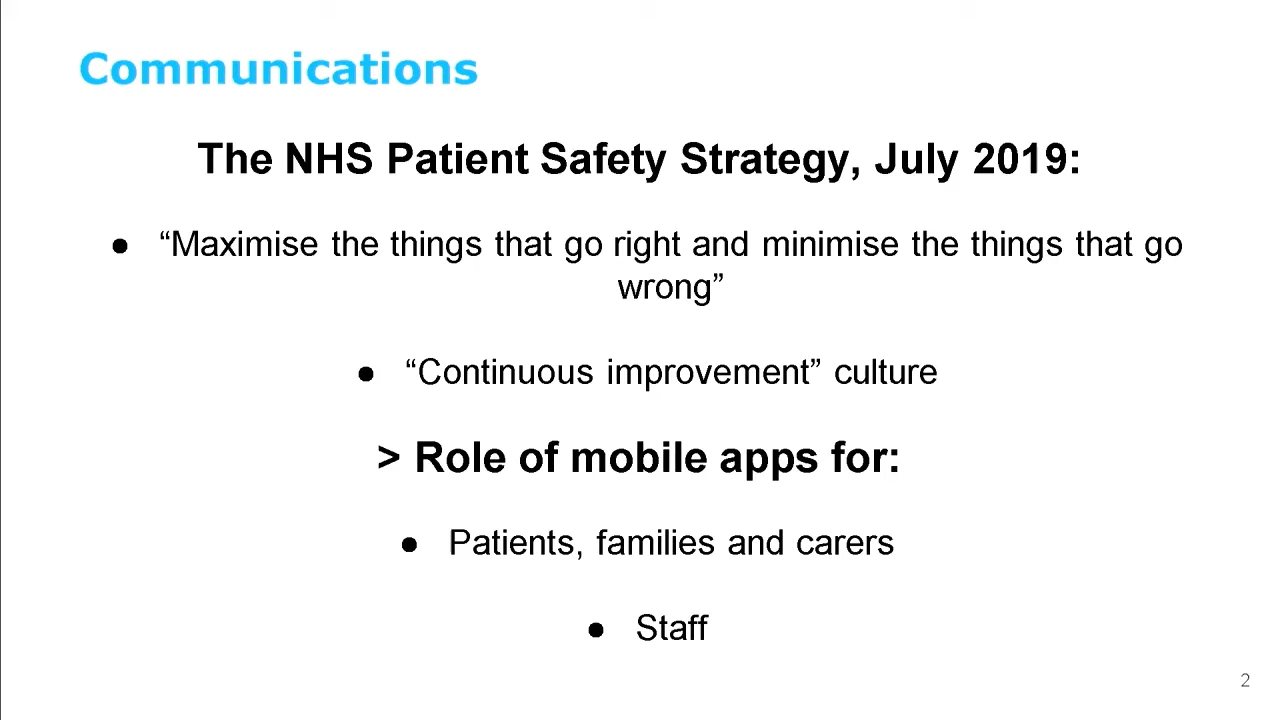 Communications
The NHS Patient Safety Strategy, July 2019:
● “Maximise the things that go right and minimise the things that go
wrong”
● “Continuous improvement” culture
> Role of mobile apps for:
● Patients, families and carers
● Staff
2